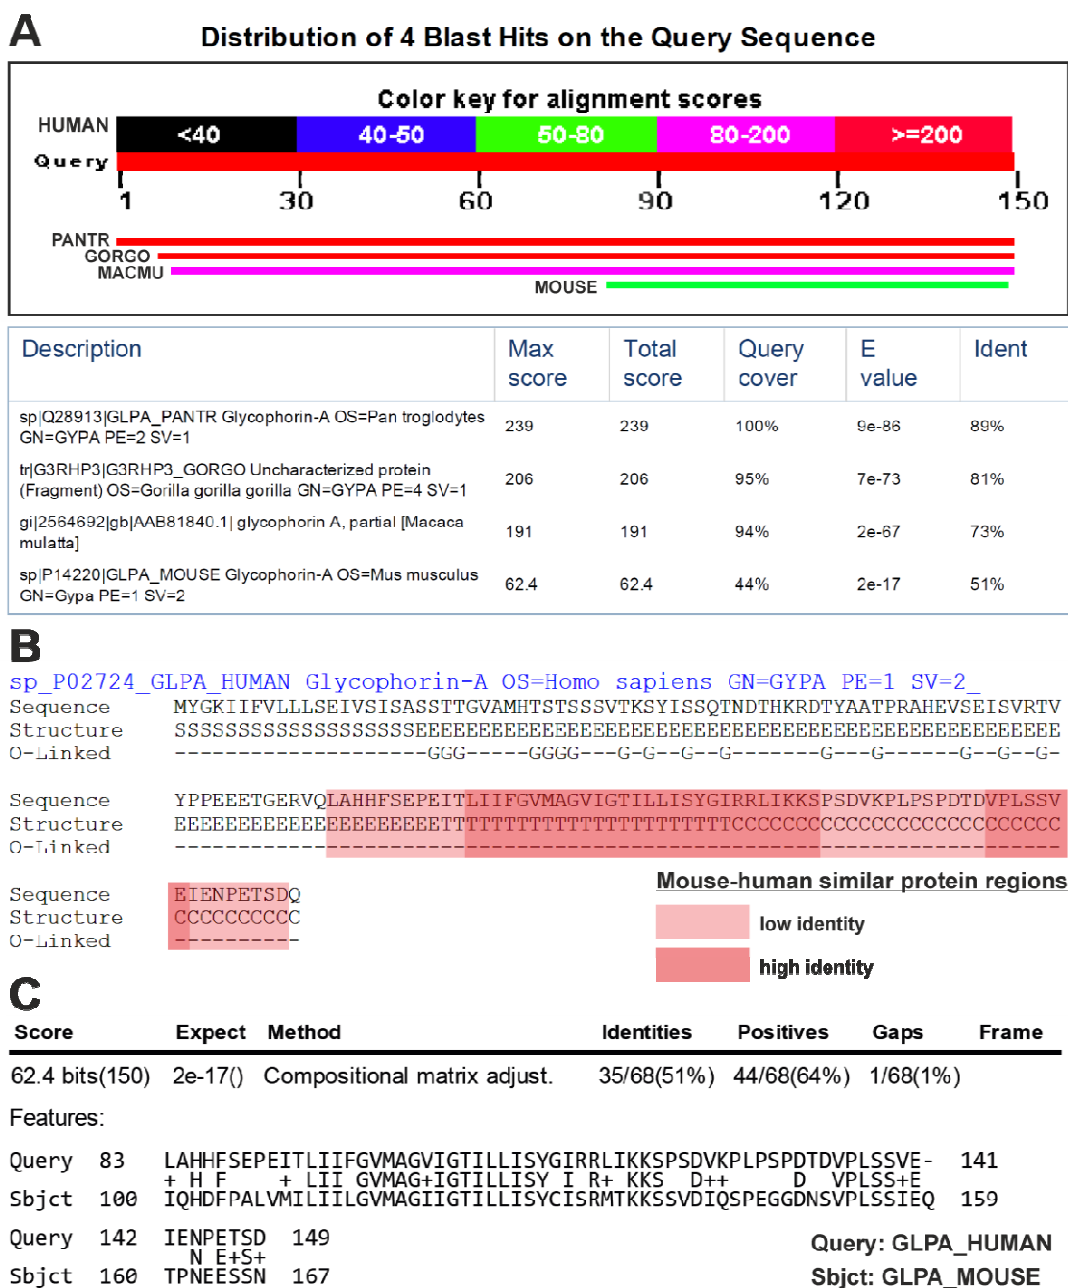 A
Distribution of 4 Blast Hits on the Query Sequence
Color key for alignment scores
HUMAN <40 40-50 50-80 80-200 >=200
Query
1 30 60 90 120 150
PANTR
GORGO
MACMU
MOUSE
Description Max score Total score Query cover E value Ident
sp|Q28913|GLPA_PANTR Glycophorin-A OS=Pan troglodytes
GN=GYPA PE=2 SV=1 239 239 100% 9e-86 89%
tr|G3RHP3|G3RHP3_GORGO Uncharacterized protein
(Fragment) OS=Gorilla gorilla gorilla GN=GYPA PE=4 SV=1 206 206 95% 7e-73 81%
gi|2564692|gb|AAB81840.1| glycophorin A, partial [Macaca
mulatta] 191 191 94% 2e-67 73%
sp|P14220|GLPA_MOUSE Glycophorin-A OS=Mus musculus
GN=Gypa PE=1 SV=2 62.4 62.4 44% 2e-17 51%
B
sp_P02724_GLPA_HUMAN Glycophorin-A OS=Homo sapiens GN=GYPA PE=1 SV=2_
Sequence MYGKIIFVLLLSEIVSISASSTTGVAMHTSTSSSVTKSYISSQTNDTHKRDTYAATPRAHEVSEISVRTV
Structure SSSSSSSSSSSSSSSSSSSEEEEEEEEEEEEEEEEEEEEEEEEEEEEEEEEEEEEEEEEEEEEEEEEEEE
O-Linked --------------------GGG-----GGGG---G-G--G--G-------G---G------G--G--G-
Sequence YPPEEETGERVQLAHHFSEPEITLIIFGVMAGVIGTILLISYGIRRLIKKSPSDVKPLPSPDTDVPLSSV
Structure EEEEEEEEEEEEEEEEEEEEETTTTTTTTTTTTTTTTTTTTTTTCCCCCCCCCCCCCCCCCCCCCCCCCC
O-Linked ----------------------------------------------------------------------
Sequence EIENPETSDQ
Structure CCCCCCCCCC
O-Linked ----------
Mouse-human similar protein regions
low identity
high identity
C
Score Expect Method Identities Positives Gaps Frame
62.4 bits(150) 2e-17() Compositional matrix adjust. 35/68(51%) 44/68(64%) 1/68(1%)
Features:
Query 83 LAHHFSEPEITLIIFGVMAGVIGTILLISYGIRRLIKKSPSDVKPLPSPDTDVPLSSVE- 141
+ H F + LII GVMAG+IGTILLISY I R+ KKS D++ D VPLSS+E
Sbjct 100 IQHDFPALVMILIILGVMAGIIGTILLISYCISRMTKKSSVDIQSPEGGDNSVPLSSIEQ 159
Query 142 IENPETSD 149
N E+S+
Sbjct 160 TPNEESSN 167
Query: GLPA_HUMAN
Sbjct: GLPA_MOUSE